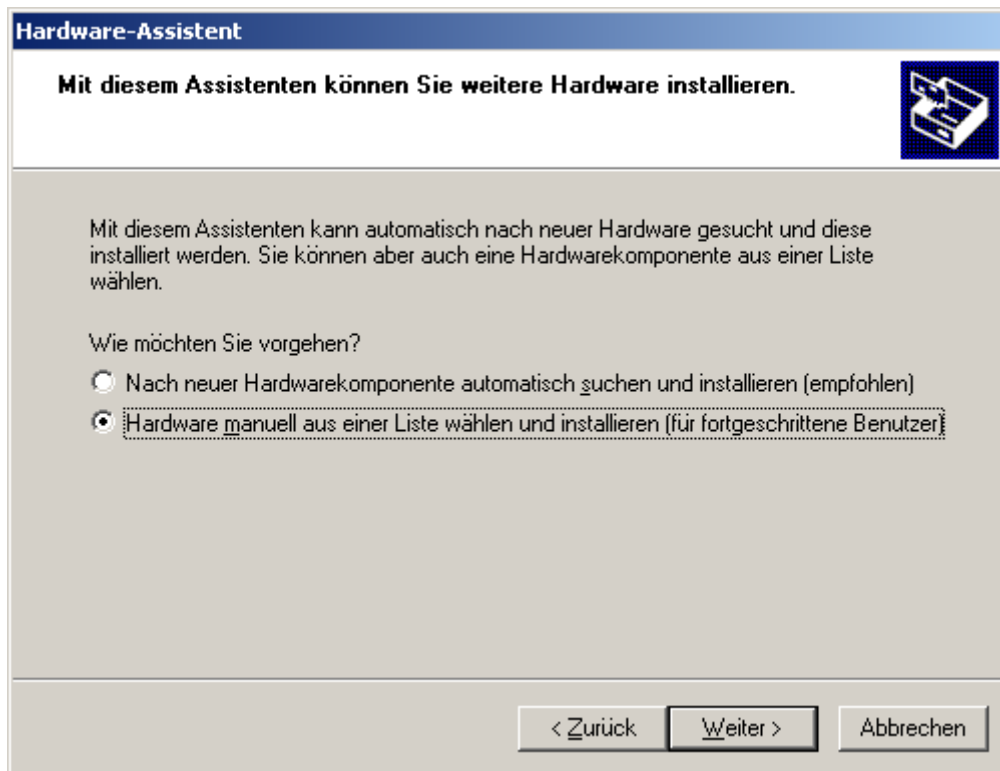 Hardware-Assistent
Mit diesem Assistenten können Sie weitere Hardware installieren.
Mit diesem Assistenten kann automatisch nach neuer Hardware gesucht und diese
installiert werden. Sie können aber auch eine Hardwarekomponente aus einer Liste
wählen.
Wie möchten Sie vorgehen?
Nach neuer Hardwarekomponente automatisch suchen und installieren (empfohlen)
Hardware manuell aus einer Liste wählen und installieren (für fortgeschrittene Benutzer)
< Zurück Weiter > Abbrechen